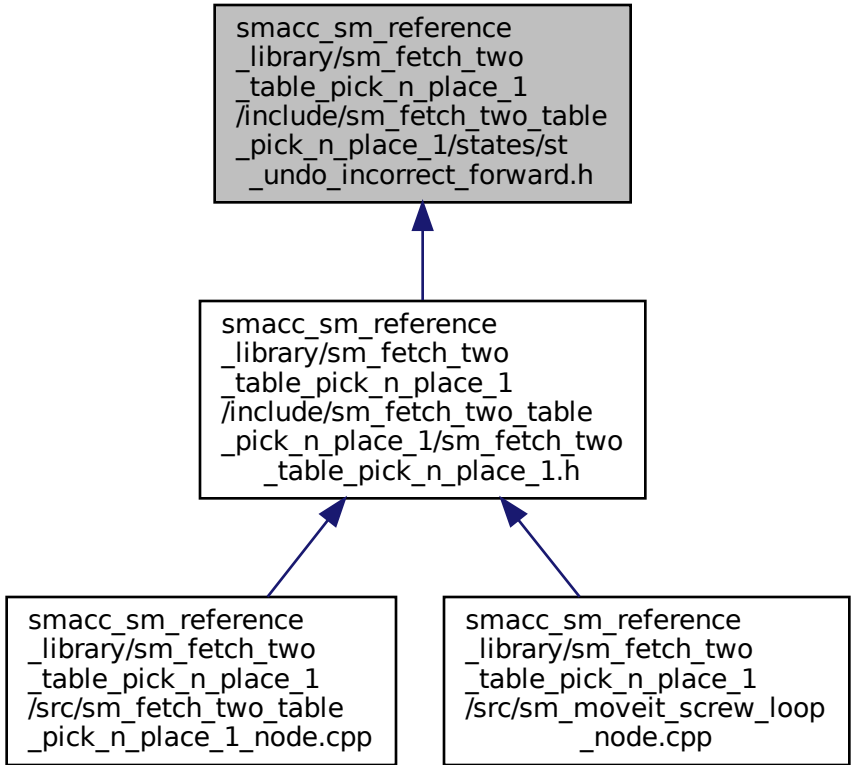 smacc_sm_reference
_library/sm_fetch_two
_table_pick_n_place_1
/include/sm_fetch_two_table
_pick_n_place_1/states/st
_undo_incorrect_forward.h
smacc_sm_reference
_library/sm_fetch_two
_table_pick_n_place_1
/include/sm_fetch_two_table
_pick_n_place_1/sm_fetch_two
_table_pick_n_place_1.h
smacc_sm_reference
_library/sm_fetch_two
_table_pick_n_place_1
/src/sm_fetch_two_table
_pick_n_place_1_node.cpp
smacc_sm_reference
_library/sm_fetch_two
_table_pick_n_place_1
/src/sm_moveit_screw_loop
_node.cpp